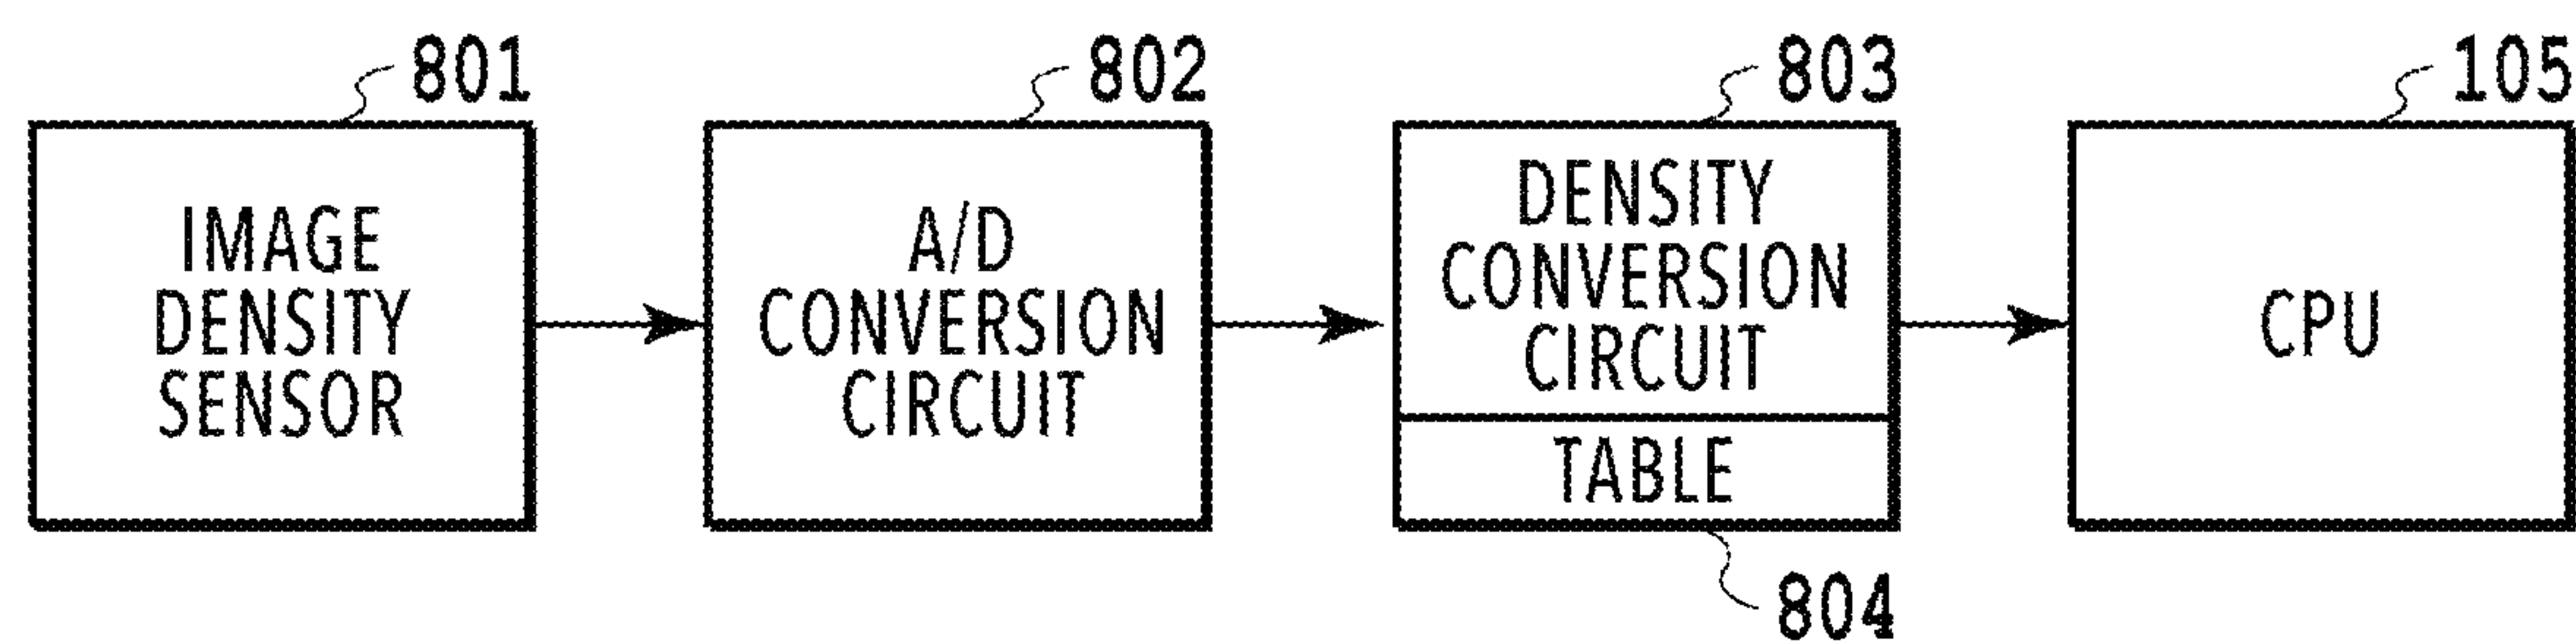 801
802
803
105
IMAGE
DENSITY
SENSOR
A/D
CONVERSION
CIRCUIT
DENSITY
CONVERSION
CIRCUIT
TABLE
CPU
804